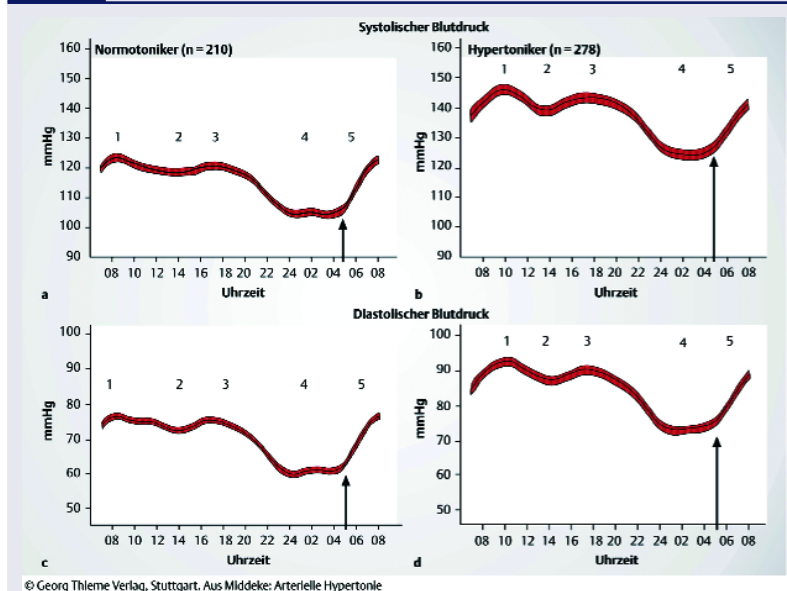 Systolischer Blutdruck
Normotoniker (n = 210)
160
150
140
130
120
110
100
90
mmHg
1 2 3 4 5
08 10 12 14 16 18 20 22 24 02 04 06 08
Uhrzeit
a
Hypertoniker (n = 278)
160
150
140
130
120
110
100
90
mmHg
1 2 3 4 5
08 10 12 14 16 18 20 22 24 02 04 06 08
Uhrzeit
b
Diastolischer Blutdruck
100
90
80
70
60
50
mmHg
1 2 3 4 5
08 10 12 14 16 18 20 22 24 02 04 06 08
Uhrzeit
c
100
90
80
70
60
50
mmHg
1 2 3 4 5
08 10 12 14 16 18 20 22 24 02 04 06 08
Uhrzeit
d
© Georg Thieme Verlag, Stuttgart. Aus Middeke: Arterielle Hypertonie